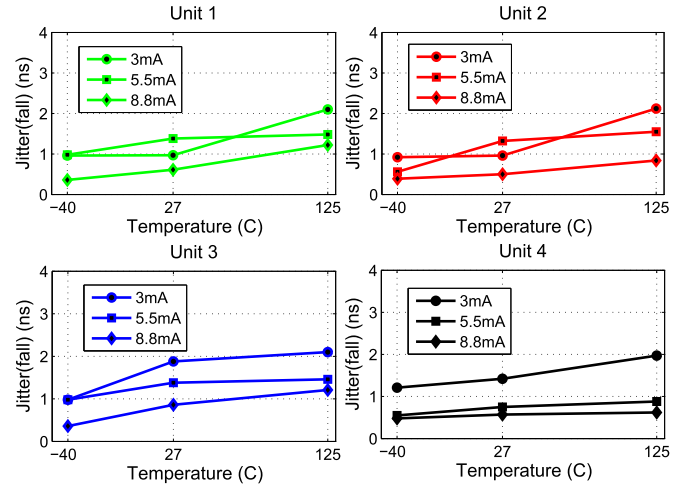 Unit 1
Jitter(fall) (ns)
4
3
2
1
0
3mA
5.5mA
8.8mA
−40
27
125
Temperature (C)
Unit 2
Jitter(fall) (ns)
4
3
2
1
0
3mA
5.5mA
8.8mA
−40
27
125
Temperature (C)
Unit 3
Jitter(fall) (ns)
4
3
2
1
0
3mA
5.5mA
8.8mA
−40
27
125
Temperature (C)
Unit 4
Jitter(fall) (ns)
4
3
2
1
0
3mA
5.5mA
8.8mA
−40
27
125
Temperature (C)